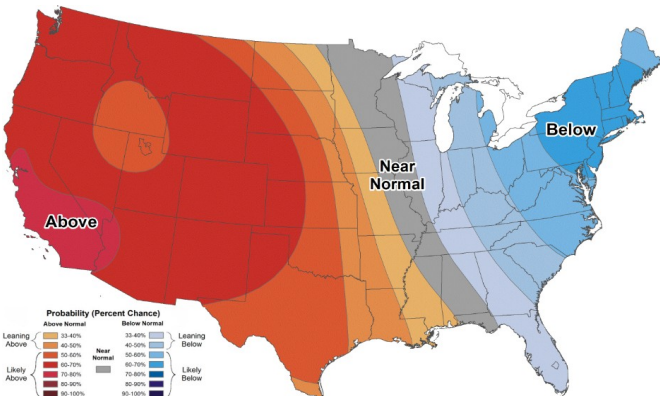 Below
Near
Normal
Above
Probability (Percent Chance)
Above Normal
Below Normal
Leaning
Above
33-40%
40-50%
Likely
Above
50-60%
60-70%
70-80%
80-90%
90-100%
Near
Normal
33-40%
40-50%
Leaning
Below
50-60%
60-70%
70-80%
80-90%
90-100%
Likely
Below